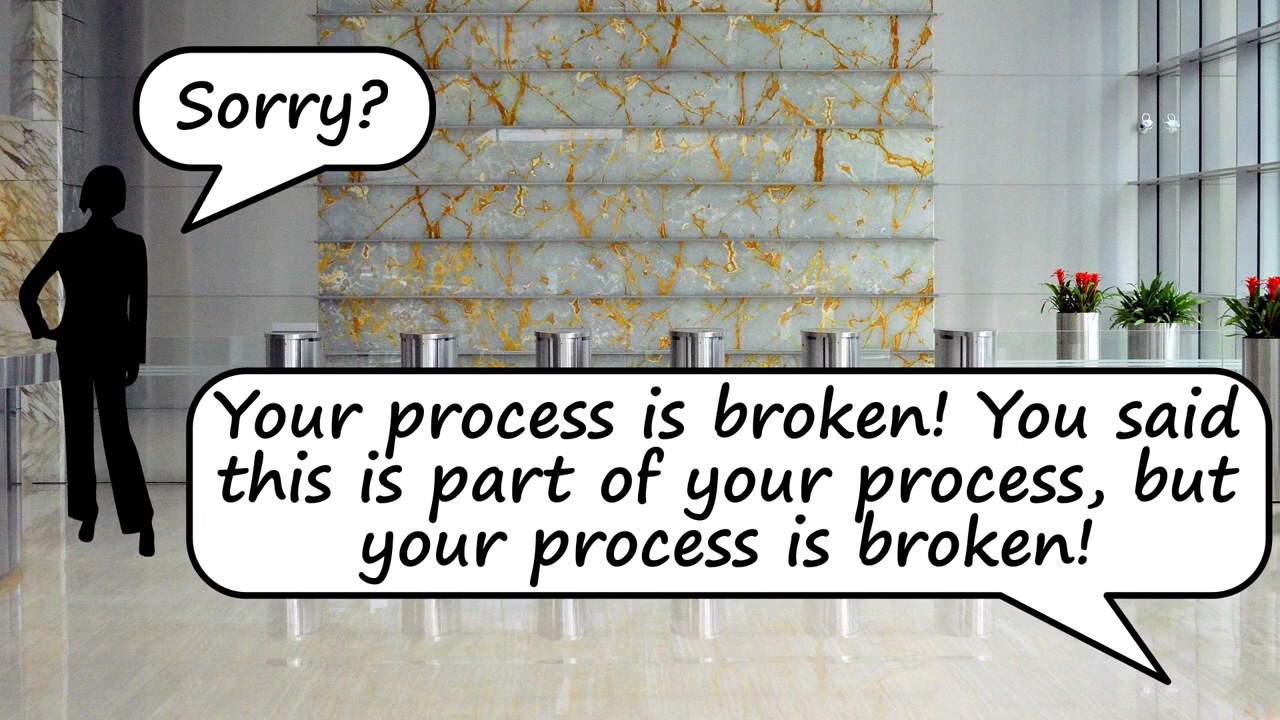 Sorry?
Your process is broken! You said
this is part of your process, but
your process is broken!